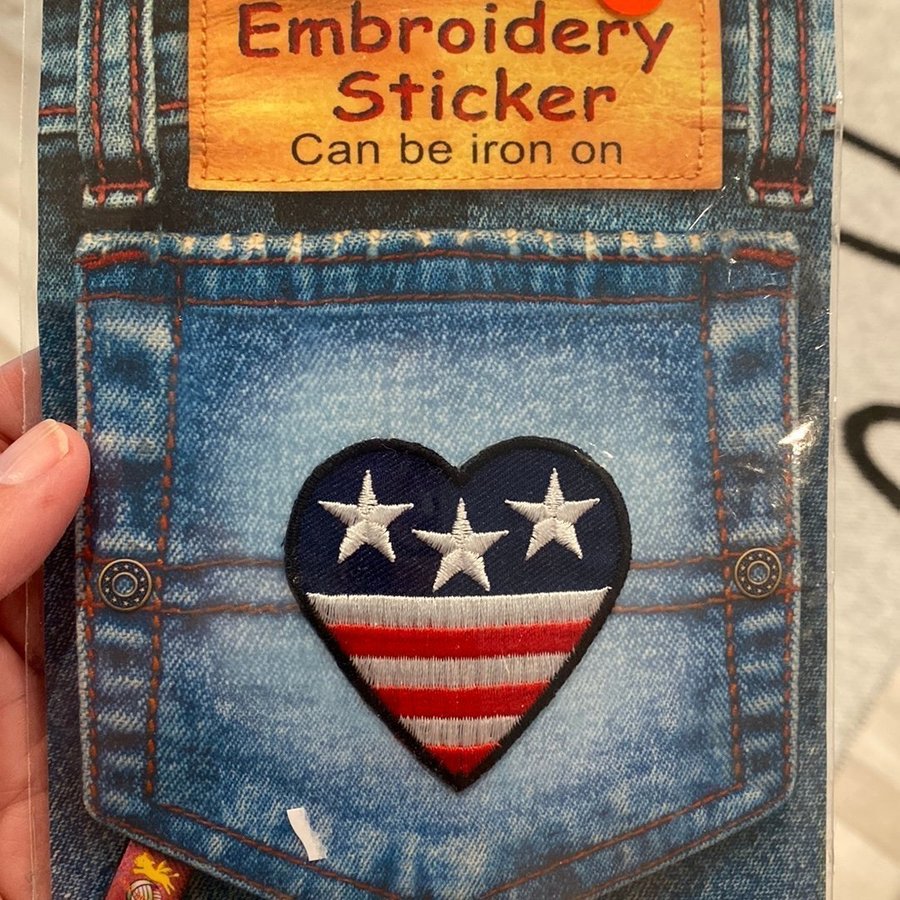 Embroidery
Sticker
Can be iron on